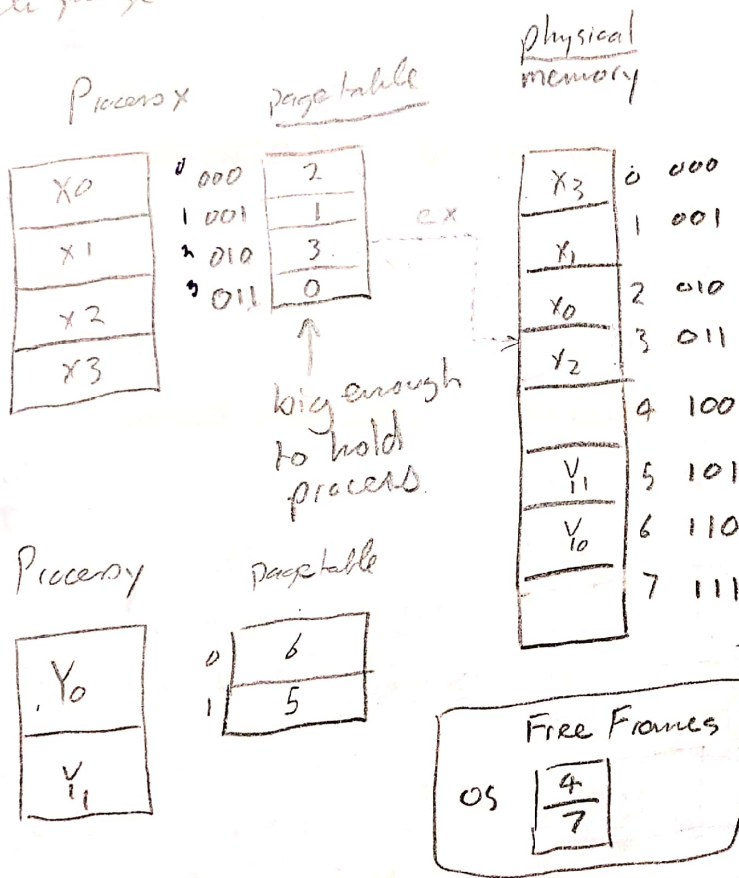 physical
memory
Process X
page table
X0
X1
X2
X3
0 000
1 001
2 010
3 011
2
1
3
0
ex
big enough
to hold
process
X3 0 000
X1 1 001
X0 2 010
X2 3 011
4 100
Y1 5 101
Y0 6 110
7 111
Process y
page table
Y0
Y1
0 6
1 5
Free Frames
OS
4
7